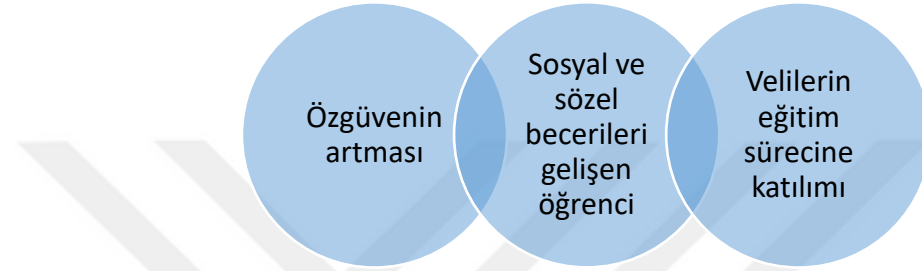 Özgüvenin
artması
Sosyal ve
sözel
becerileri
gelişen
öğrenci
Velilerin
eğitim
sürecine
katılımı